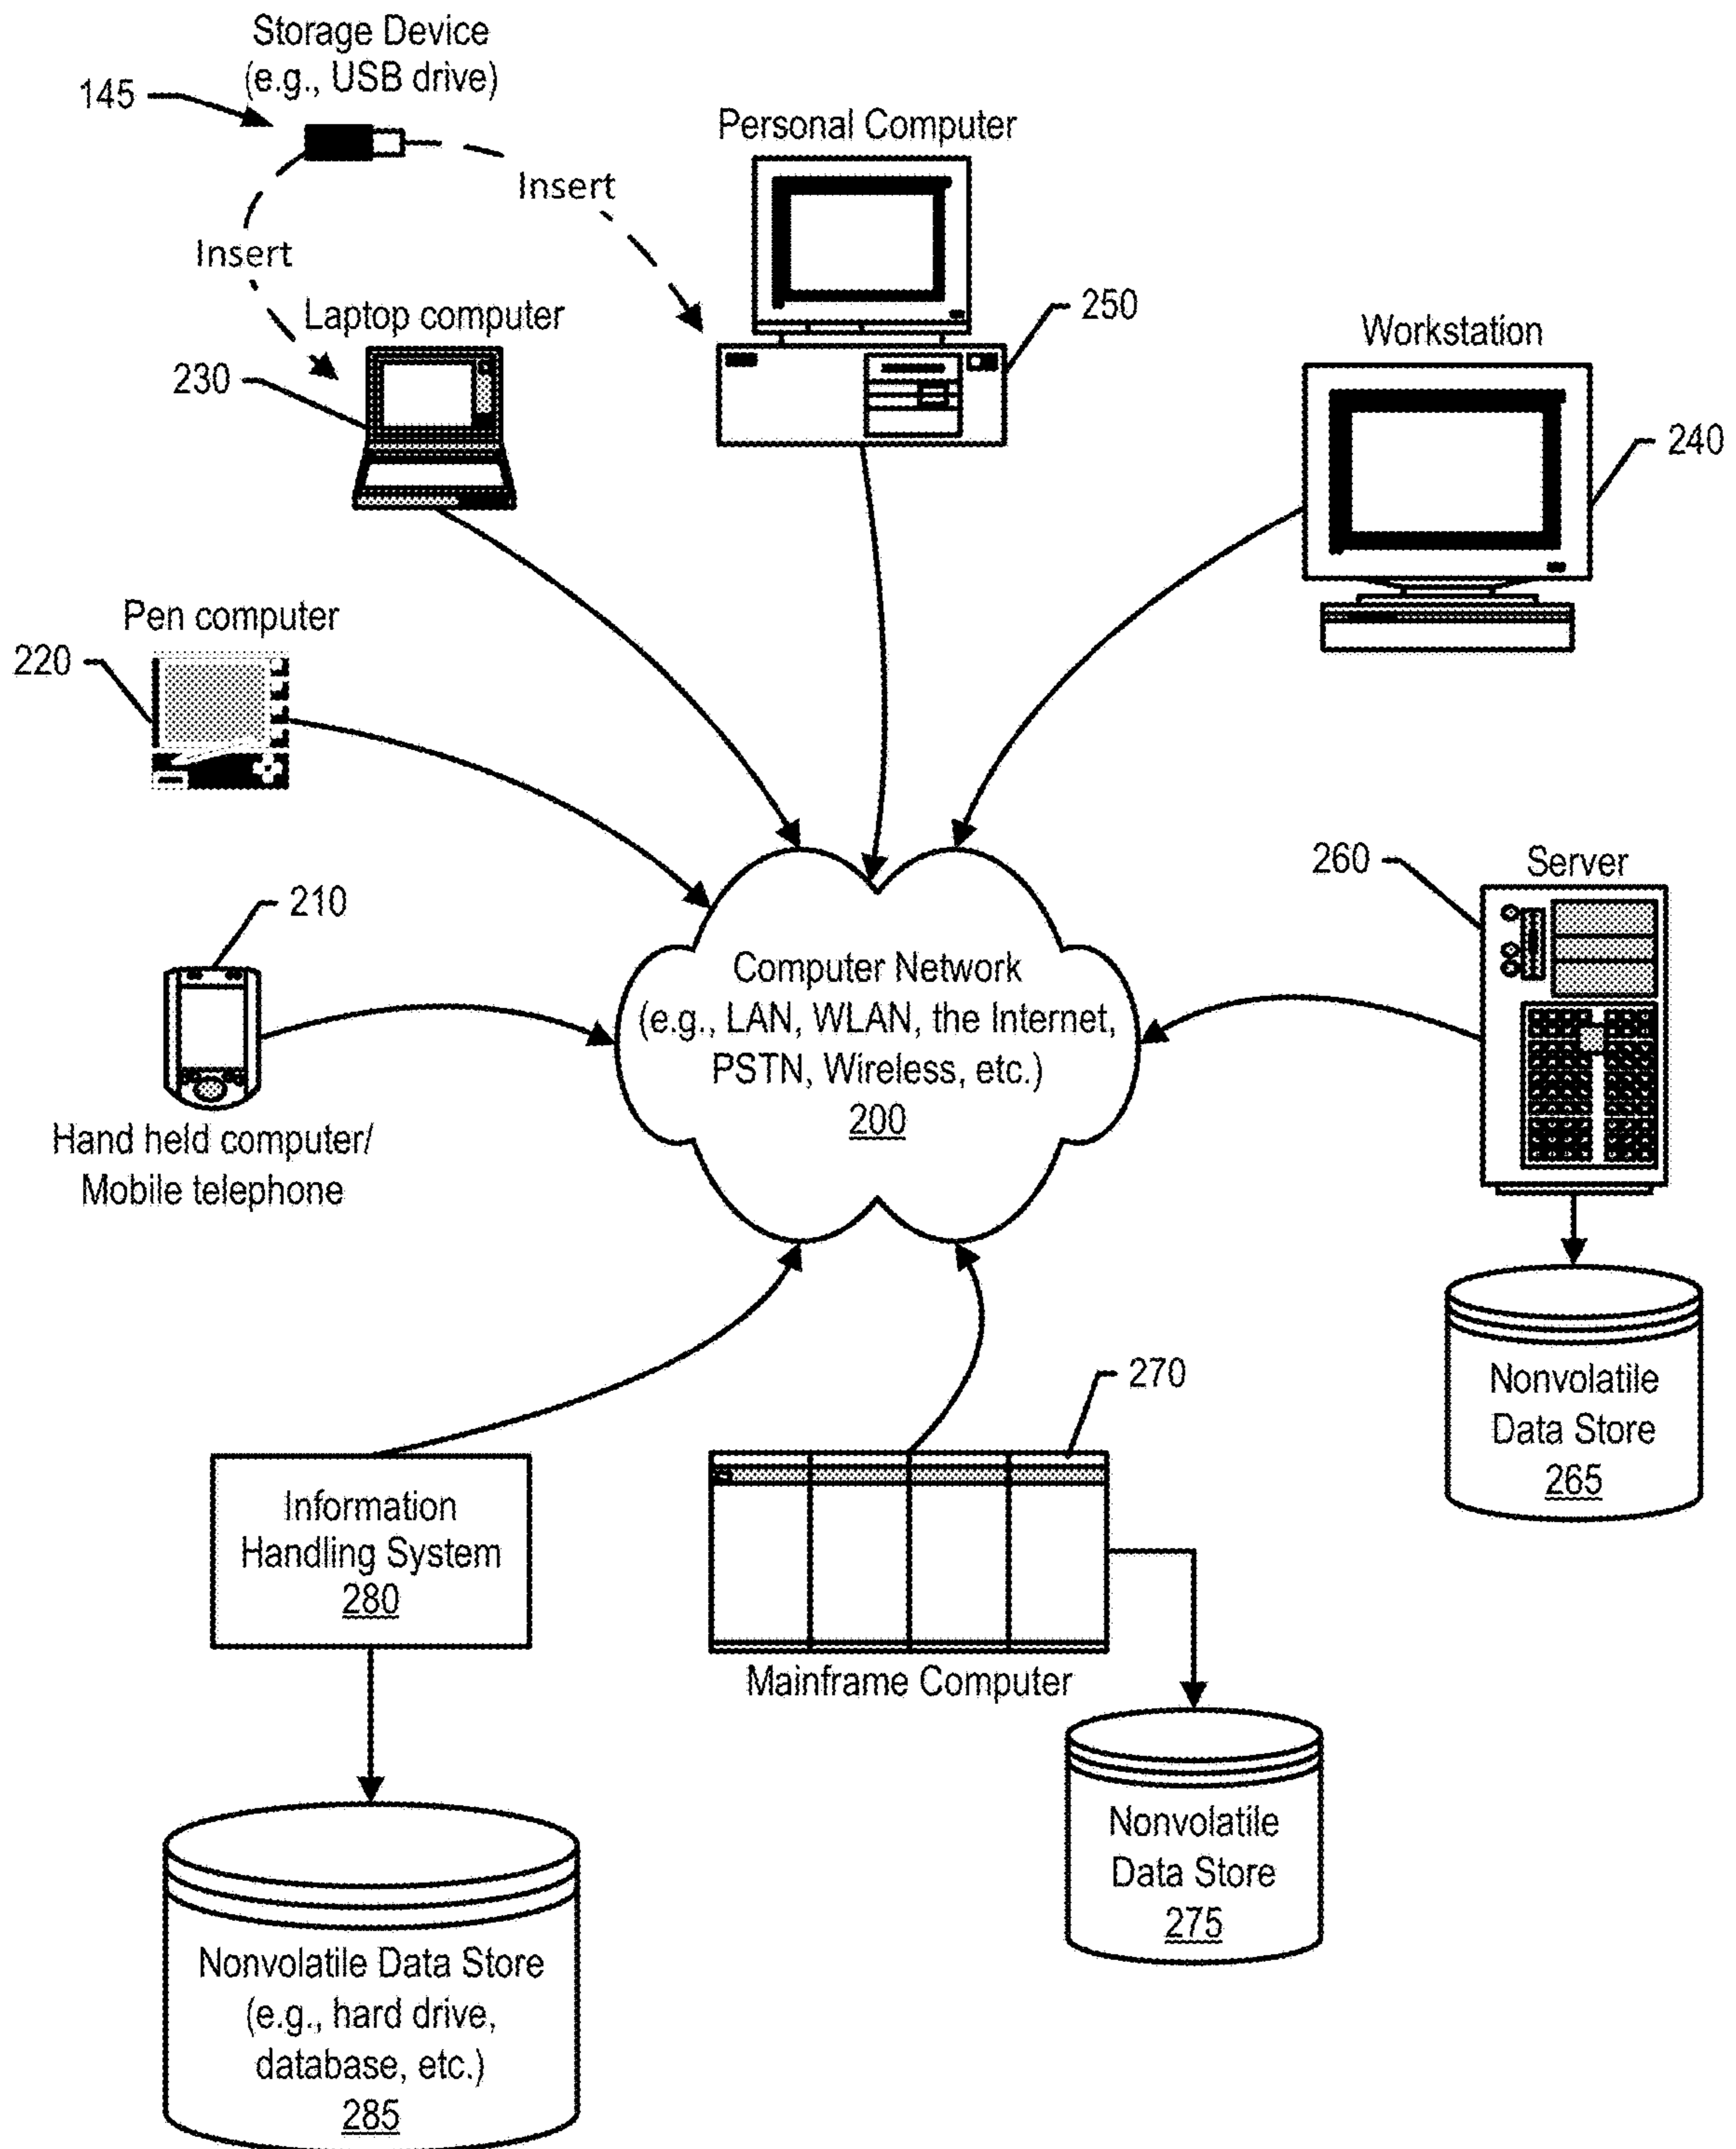 Storage Device
(e.g., USB drive)
145
Personal Computer
Insert
Insert
Laptop computer
250
Workstation
230
240
Pen computer
220
260
Server
210
Computer Network
(e.g., LAN, WLAN, the Internet,
PSTN, Wireless, etc.)
200
Hand held computer/
Mobile telephone
270
Nonvolatile
Data Store
265
Information
Handling System
280
Mainframe Computer
Nonvolatile
Data Store
275
Nonvolatile Data Store
(e.g., hard drive,
database, etc.)
285